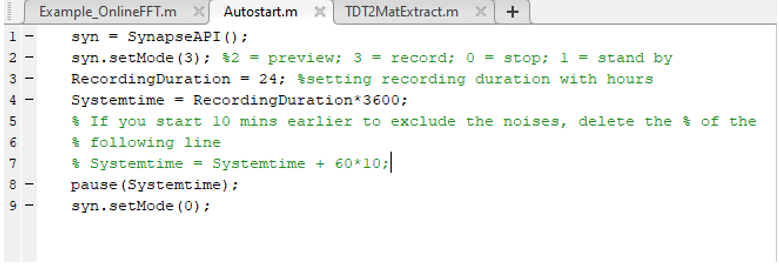 Example_OnlineFFT.m × Autostart.m × TDT2MatExtract.m × +
1 – syn = SynapseAPI();
2 – syn.setMode(3); %2 = preview; 3 = record; 0 = stop; 1 = stand by
3 – RecordingDuration = 24; %setting recording duration with hours
4 – Systemtime = RecordingDuration*3600;
5 % If you start 10 mins earlier to exclude the noises, delete the % of the
6 % following line
7 % Systemtime = Systemtime + 60*10;
8 – pause(Systemtime);
9 – syn.setMode(0);